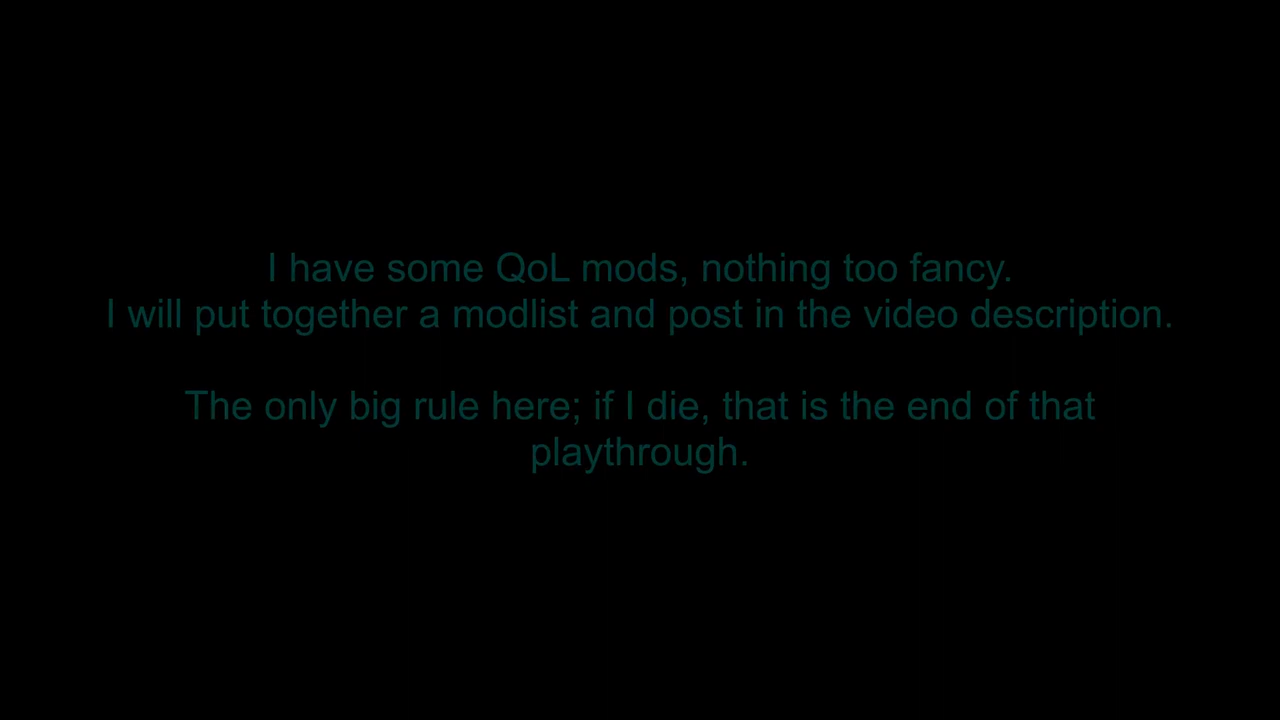 I have some QoL mods, nothing too fancy.
I will put together a modlist and post in the video description.
The only big rule here; if I die, that is the end of that
playthrough.